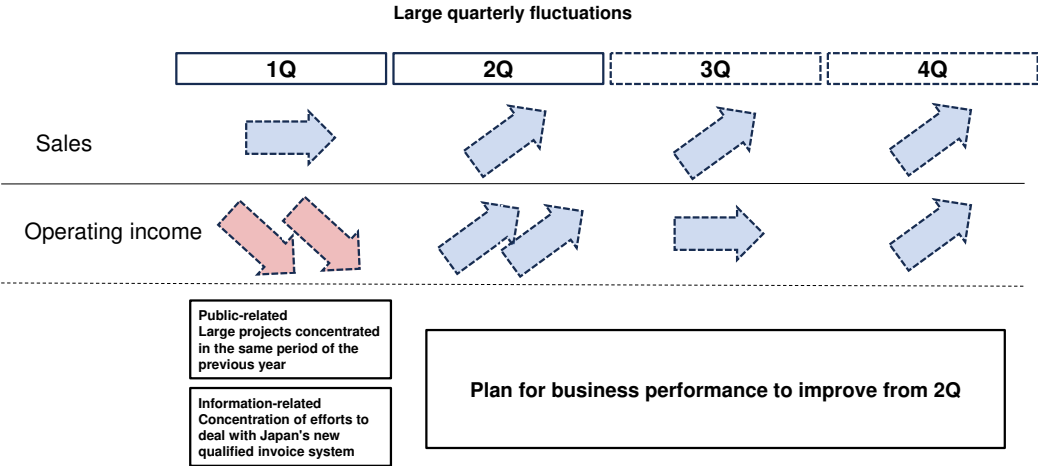 Large quarterly fluctuations
1Q 2Q 3Q 4Q
Sales
Operating income
Public-related
Large projects concentrated
in the same period of the
previous year
Plan for business performance to improve from 2Q
Information-related
Concentration of efforts to
deal with Japan's new
qualified invoice system